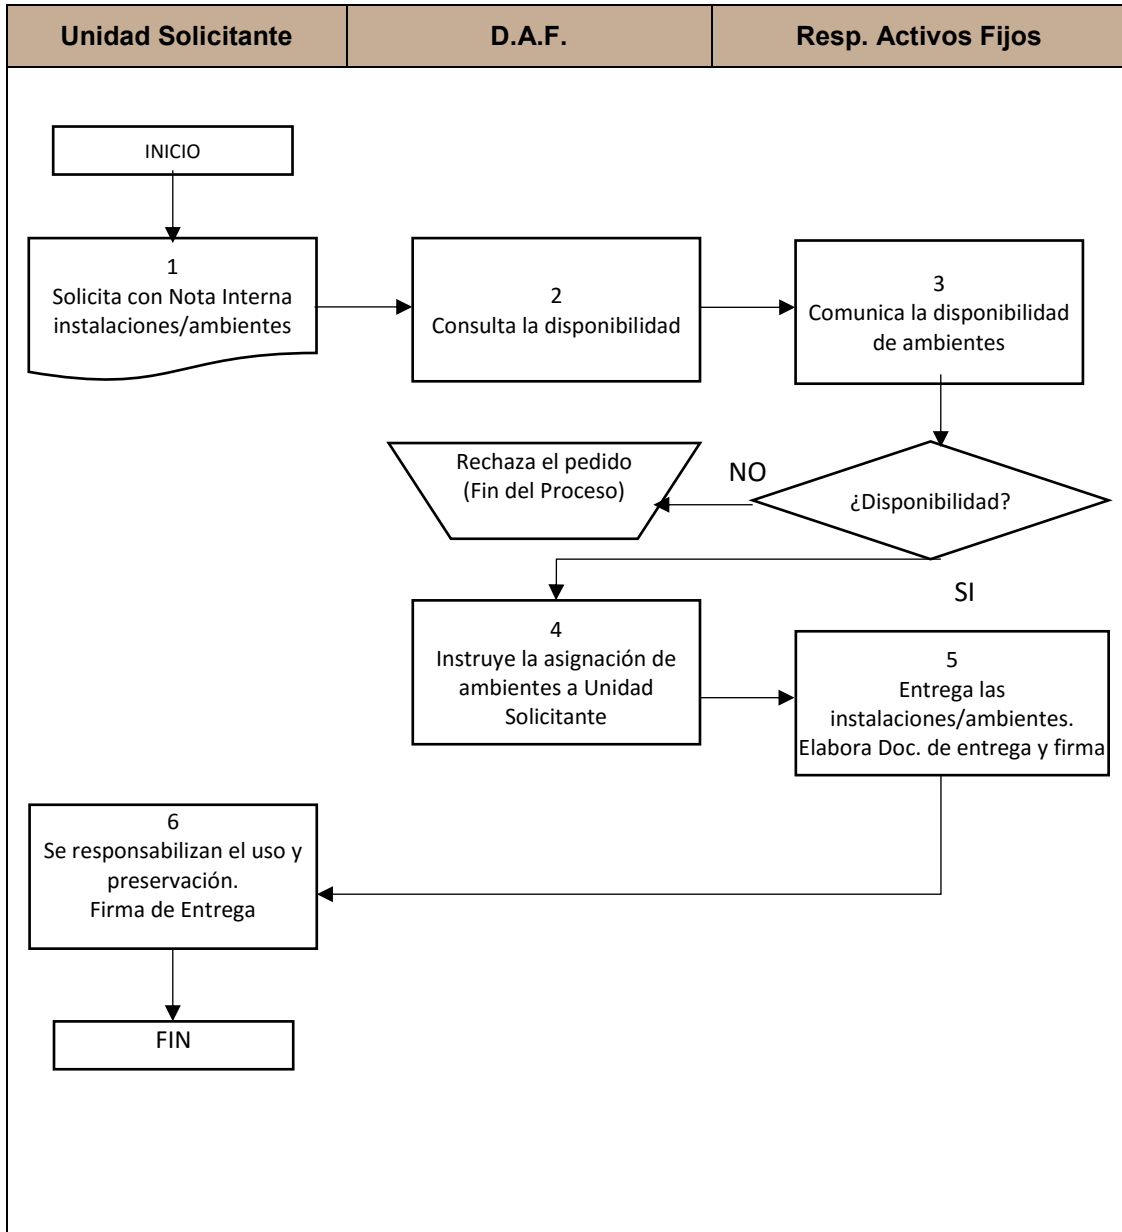 Unidad Solicitante
D.A.F.
Resp. Activos Fijos
INICIO
1
Solicita con Nota Interna
instalaciones/ambientes
2
Consulta la disponibilidad
3
Comunica la disponibilidad
de ambientes
Rechaza el pedido
(Fin del Proceso)
NO
¿Disponibilidad?
SI
4
Instruye la asignación de
ambientes a Unidad
Solicitante
5
Entrega las
instalaciones/ambientes.
Elabora Doc. de entrega y firma
6
Se responsabilizan el uso y
preservación.
Firma de Entrega
FIN